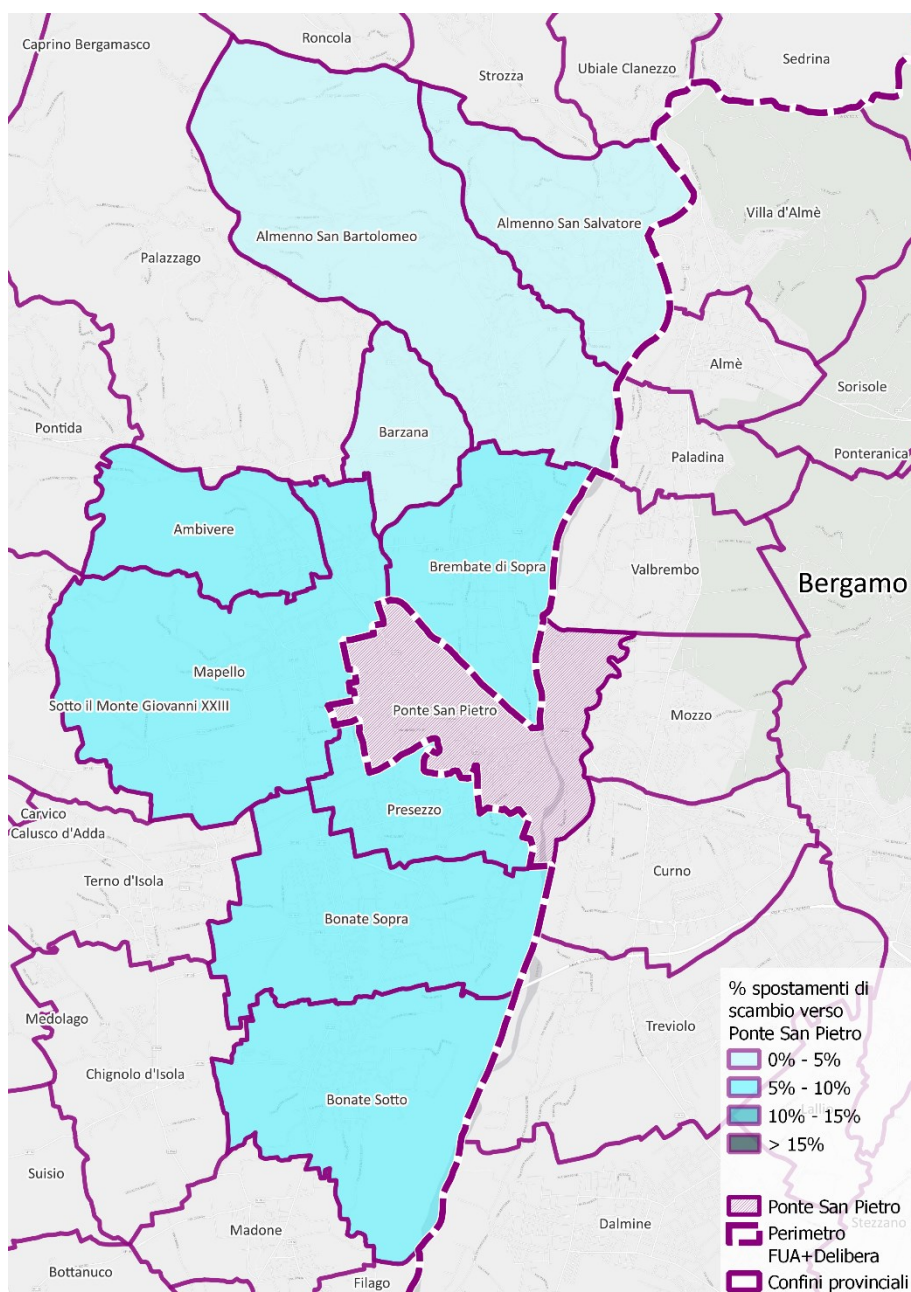 Roncola
Caprino Bergamasco
Strozza
Ubiale Clanezzo
Sedrina
Villa d'Almè
Almenno San Salvatore
Almenno San Bartolomeo
Palazzago
Almè
Sorisole
Barzana
Pontida
Paladina
Ponteranica
Ambivere
Brembate di Sopra
Valbrembo
Bergamo
Mapello
Sotto il Monte Giovanni XXIII
Ponte San Pietro
Mozzo
Presezzo
Carvico
Calusco d'Adda
Curno
Terno d'Isola
Bonate Sopra
Medolago
Treviolo
Chignolo d'Isola
Bonate Sotto
Suisio
Madone
Dalmine
Bottanuco
Filago
% spostamenti di
scambio verso
Ponte San Pietro
0% - 5%
5% - 10%
10% - 15%
> 15%
Ponte San Pietro
Stezzano
Perimetro
FUA+Delibera
Confini provinciali